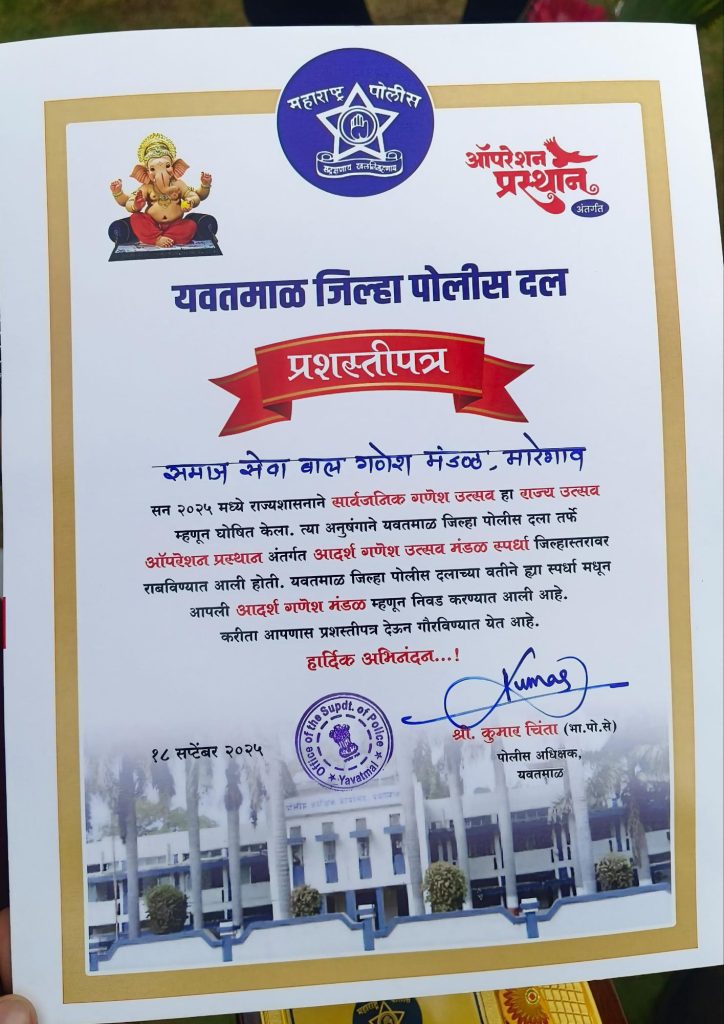 महाराष्ट्र पोलीस
सद्रक्षणाय खलनिग्रहणाय
ऑपरेशन
प्रस्थान
अंतर्गत
यवतमाळ जिल्हा पोलीस दल
प्रशस्तीपत्र
समाज सेवा बाल गणेश मंडळ, मारेगाव
सन २०२५ मध्ये राज्यशासनाने सार्वजनिक गणेश उत्सव हा राज्य उत्सव
म्हणून घोषित केला. त्या अनुषंगाने यवतमाळ जिल्हा पोलीस दला तर्फे
ऑपरेशन प्रस्थान अंतर्गत आदर्श गणेश उत्सव मंडळ स्पर्धा जिल्हास्तरावर
राबविण्यात आली होती. यवतमाळ जिल्हा पोलीस दलाच्या वतीने ह्या स्पर्धा मधून
आपली आदर्श गणेश मंडळ म्हणून निवड करण्यात आली आहे.
करीता आपणास प्रशस्तीपत्र देऊन गौरविण्यात येत आहे.
हार्दिक अभिनंदन...!
Kumar
Office of the Supdt. of Police
Yavatmal
१८ सप्टेंबर २०२५
श्री. कुमार चिंता (भा.पो.से)
पोलीस अधिक्षक,
यवतमाळ
महाराष्ट्र पोलीस